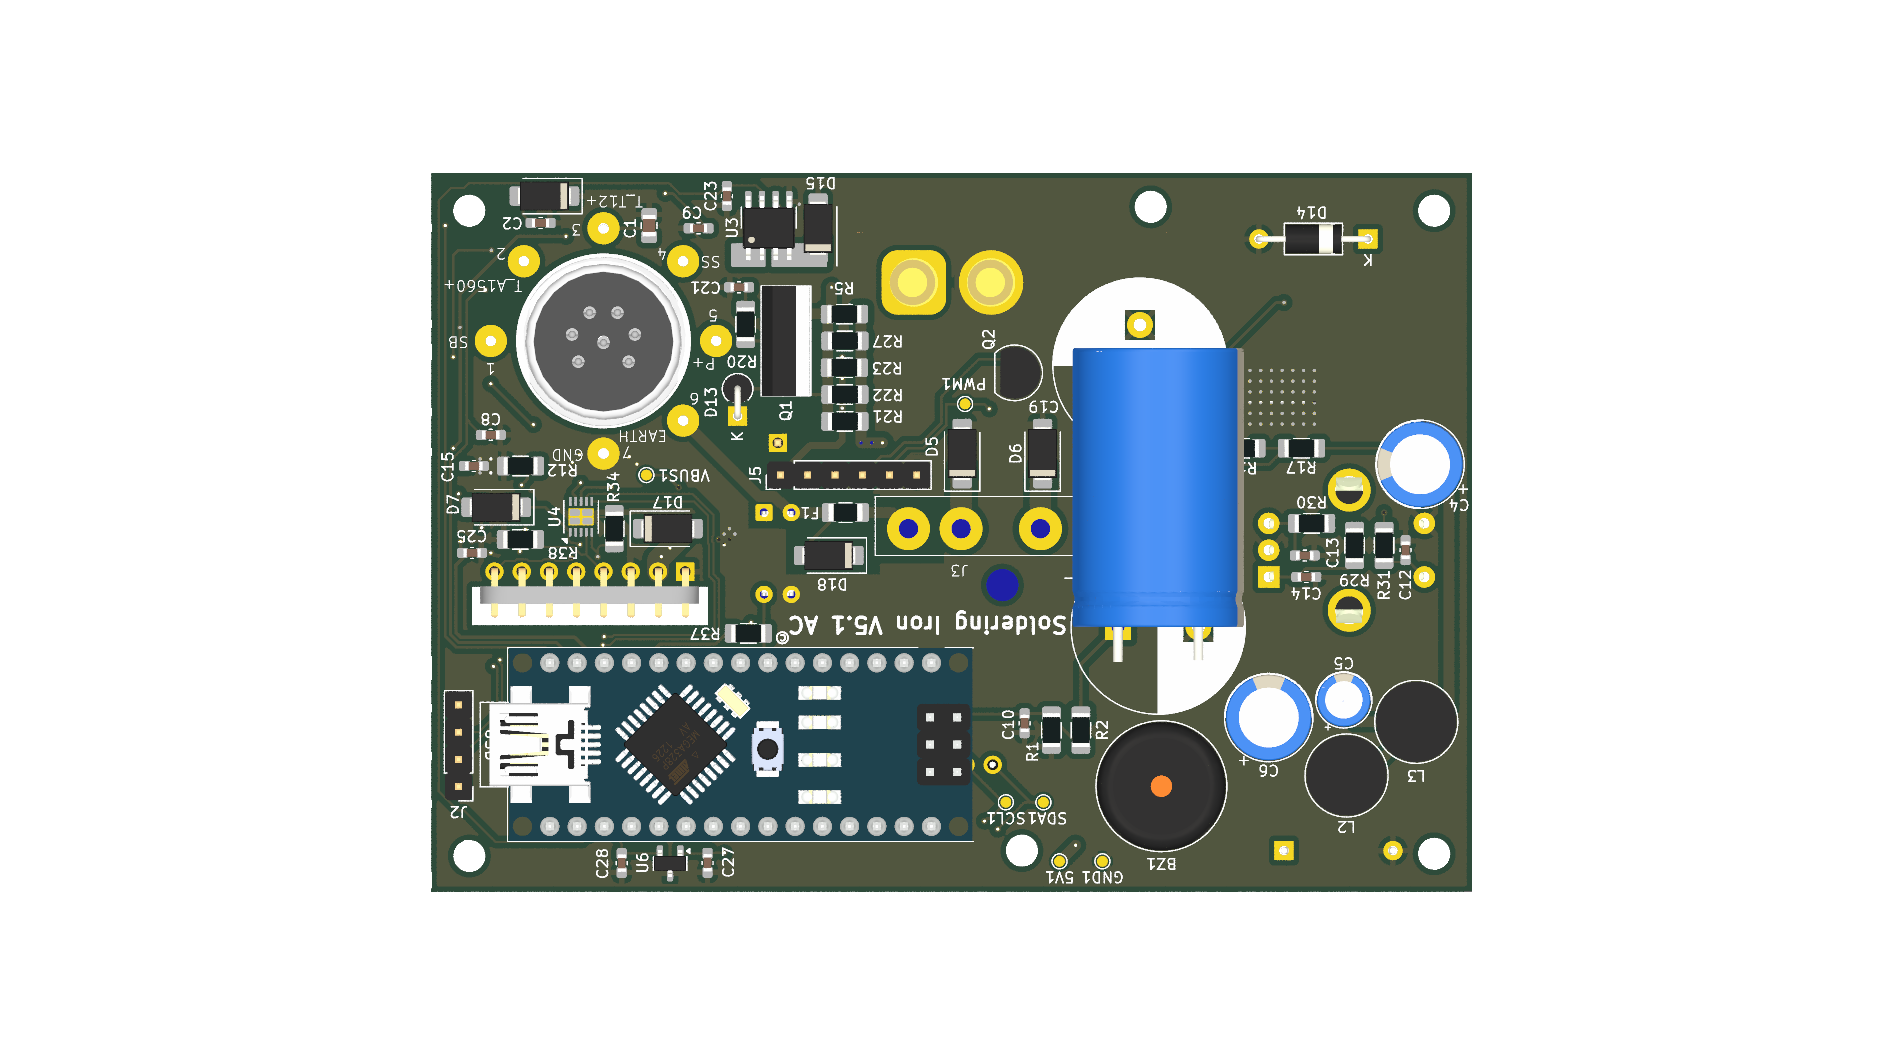 D15
C23
T_T12+
C2
3
C1
C9
U3
D14
2
4
SS
K
T_A1560+
C21
R5
5
SB
R27
Q2
1
P+
R20
R23
PWM1
D13
6
R22
Q1
R21
C19
C8
K
EARTH
7
GND
D5
D6
C15
R12
VBUS1
J5
R17
R34
C4
+
D7
D17
R30
U4
F1
C25
R38
C13
J3
D18
R29
R31
C12
C14
R37
©
Soldering Iron V5.1 AC
C5
+
C10
R1
R2
MEGA328P
AV
1226
C6
+
L3
J2
SCL1
SDA1
L2
C28
U6
C27
5V1
GND1
BZ1